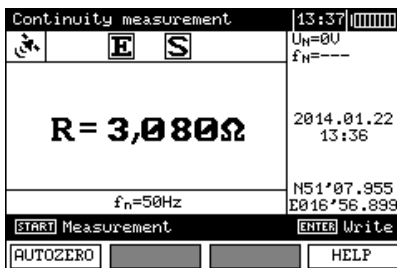 Continuity measurement 13:37
E S
U_N=0V
f_N=---
R= 3,080Ω
2014.01.22
13:36
N51°07.955
E016°56.899
f_n=50Hz
START Measurement ENTER Write
AUTOZERO HELP